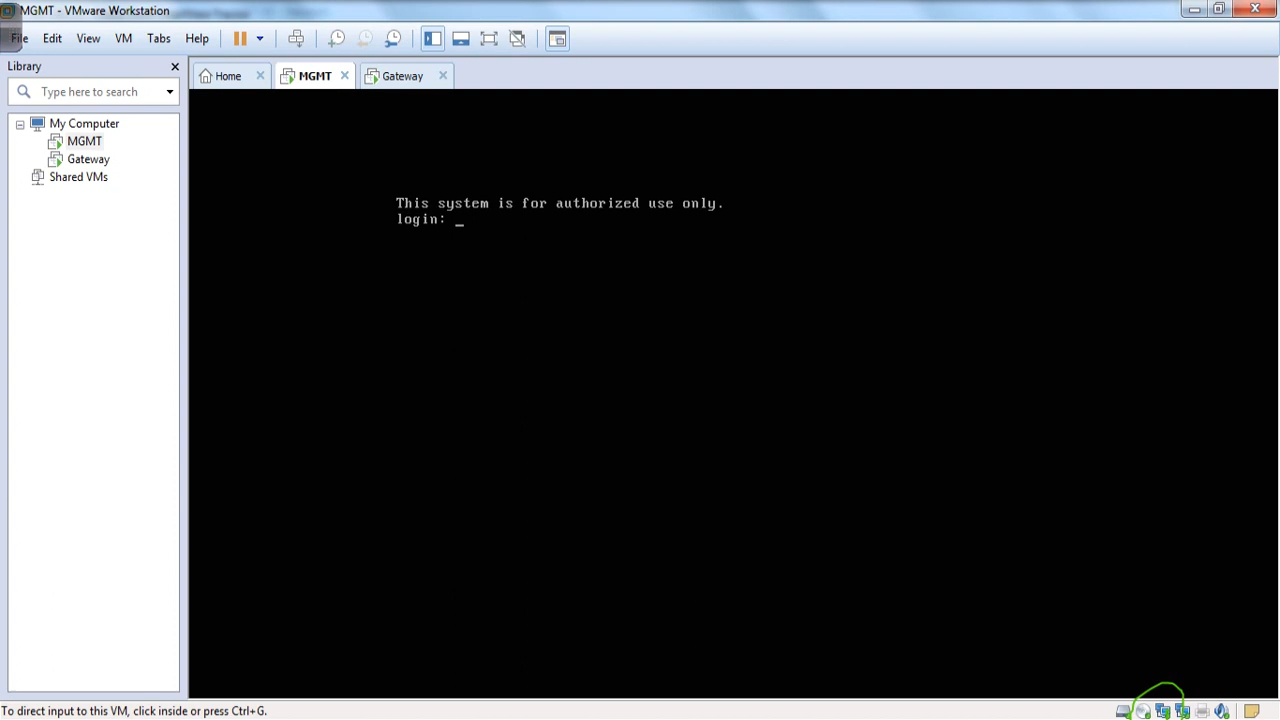 MGMT - VMware Workstation
File Edit View VM Tabs Help
Library
Type here to search
My Computer
MGMT
Gateway
Shared VMs
Home MGMT Gateway
This system is for authorized use only.
login: _
To direct input to this VM, click inside or press Ctrl+G.